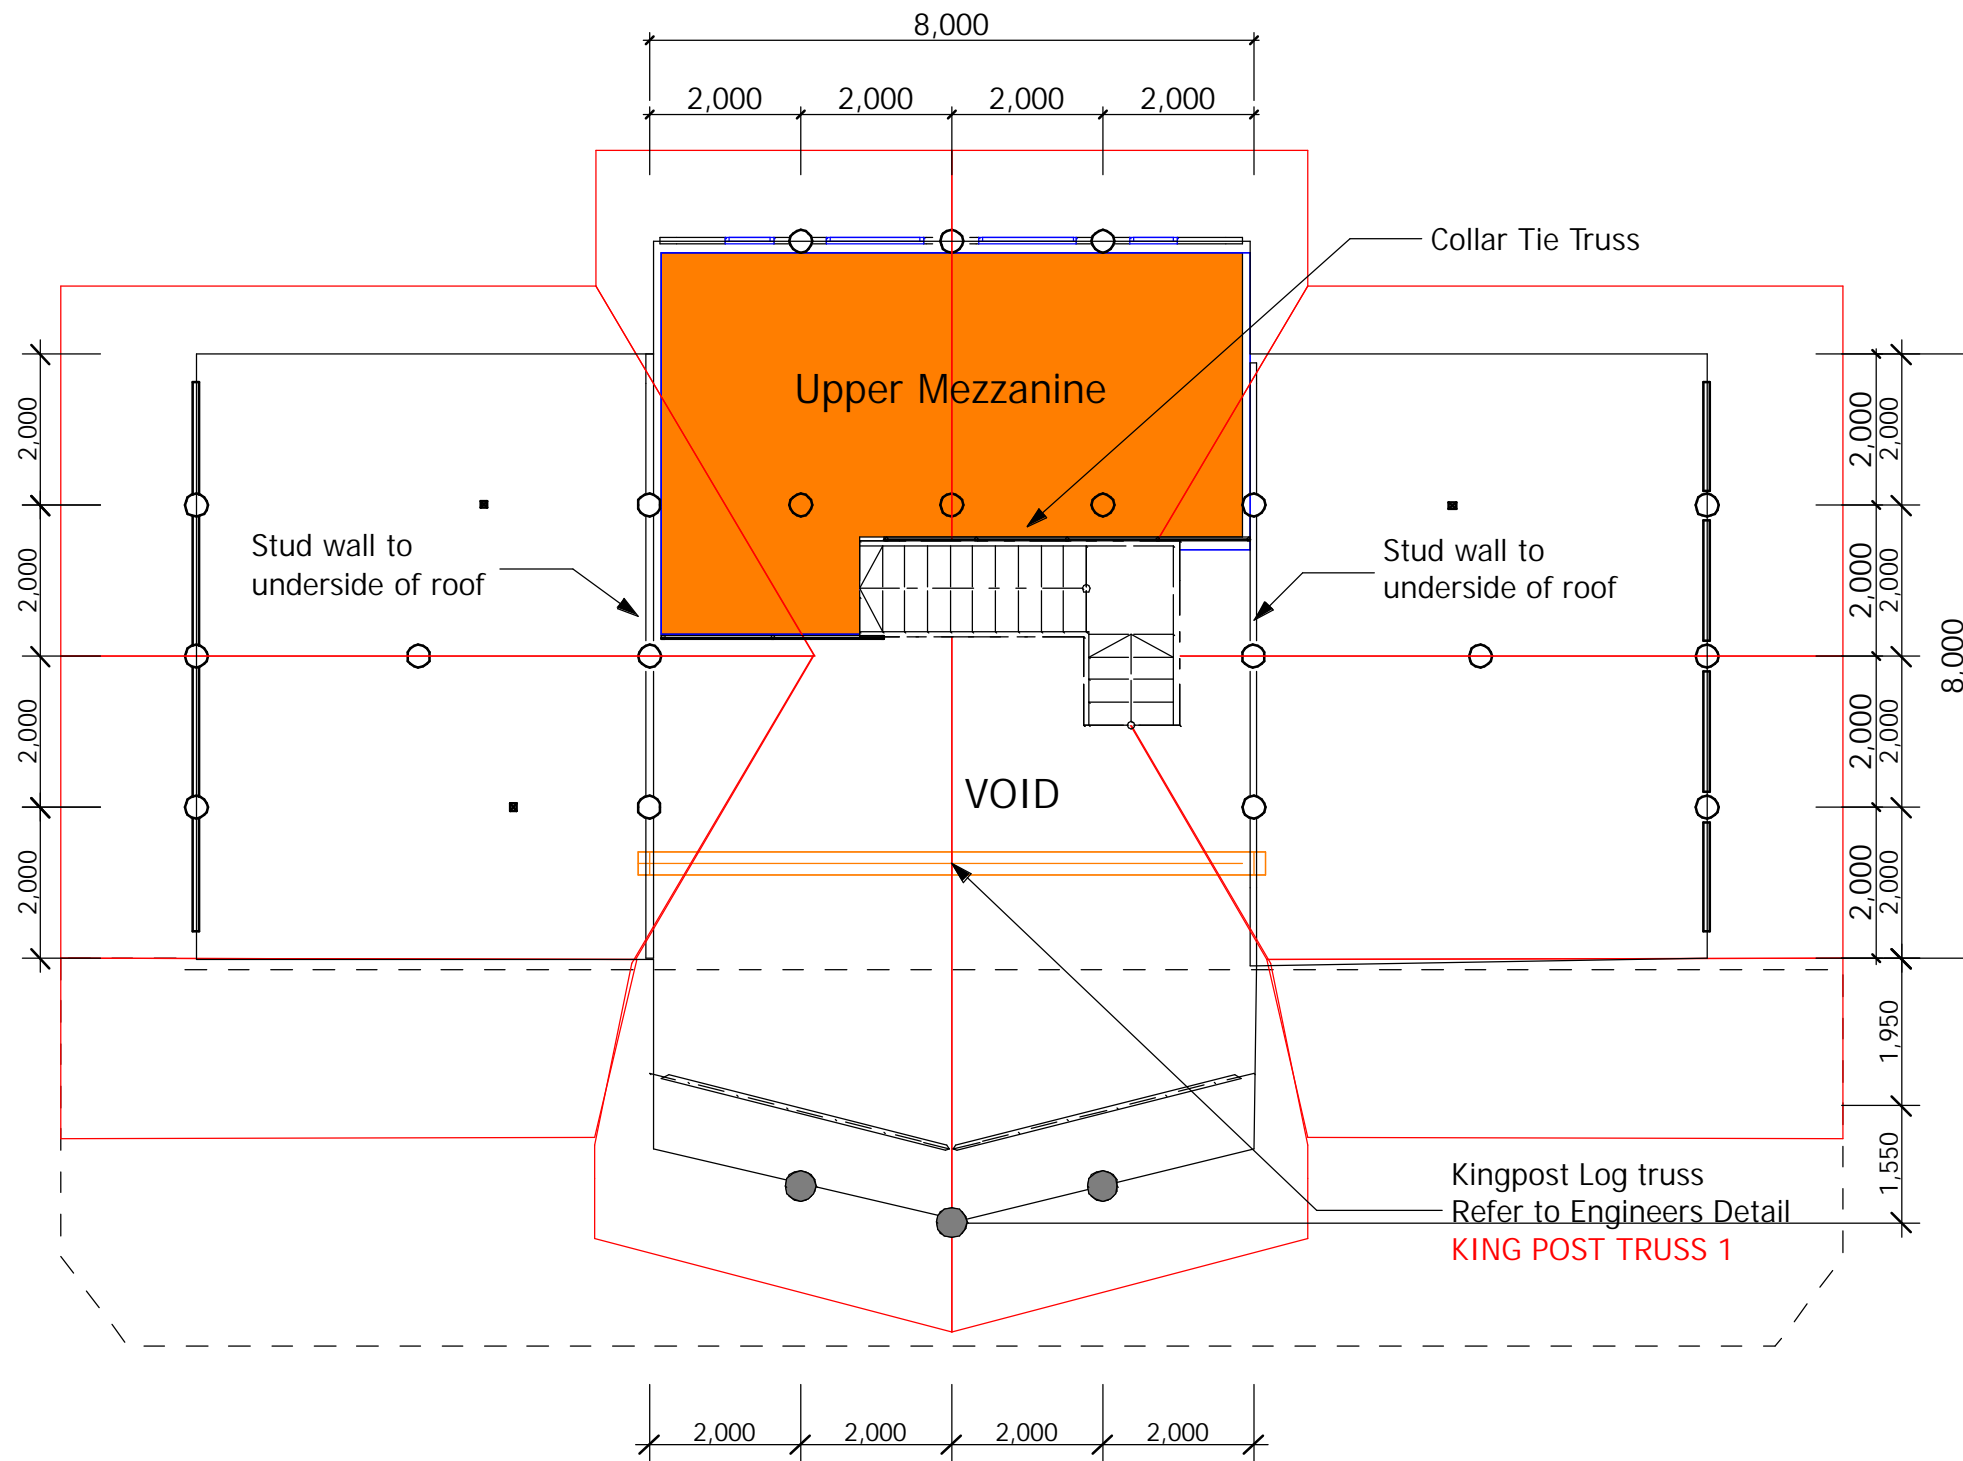 8,000
2,000 2,000 2,000 2,000
Collar Tie Truss
Upper Mezzanine
Stud wall to
underside of roof
Stud wall to
underside of roof
2,000
2,000
2,000
2,000
2,000
2,000
2,000
2,000
2,000
2,000
2,000
2,000
8,000
VOID
1,950
1,550
Kingpost Log truss
Refer to Engineers Detail
KING POST TRUSS 1
2,000 2,000 2,000 2,000